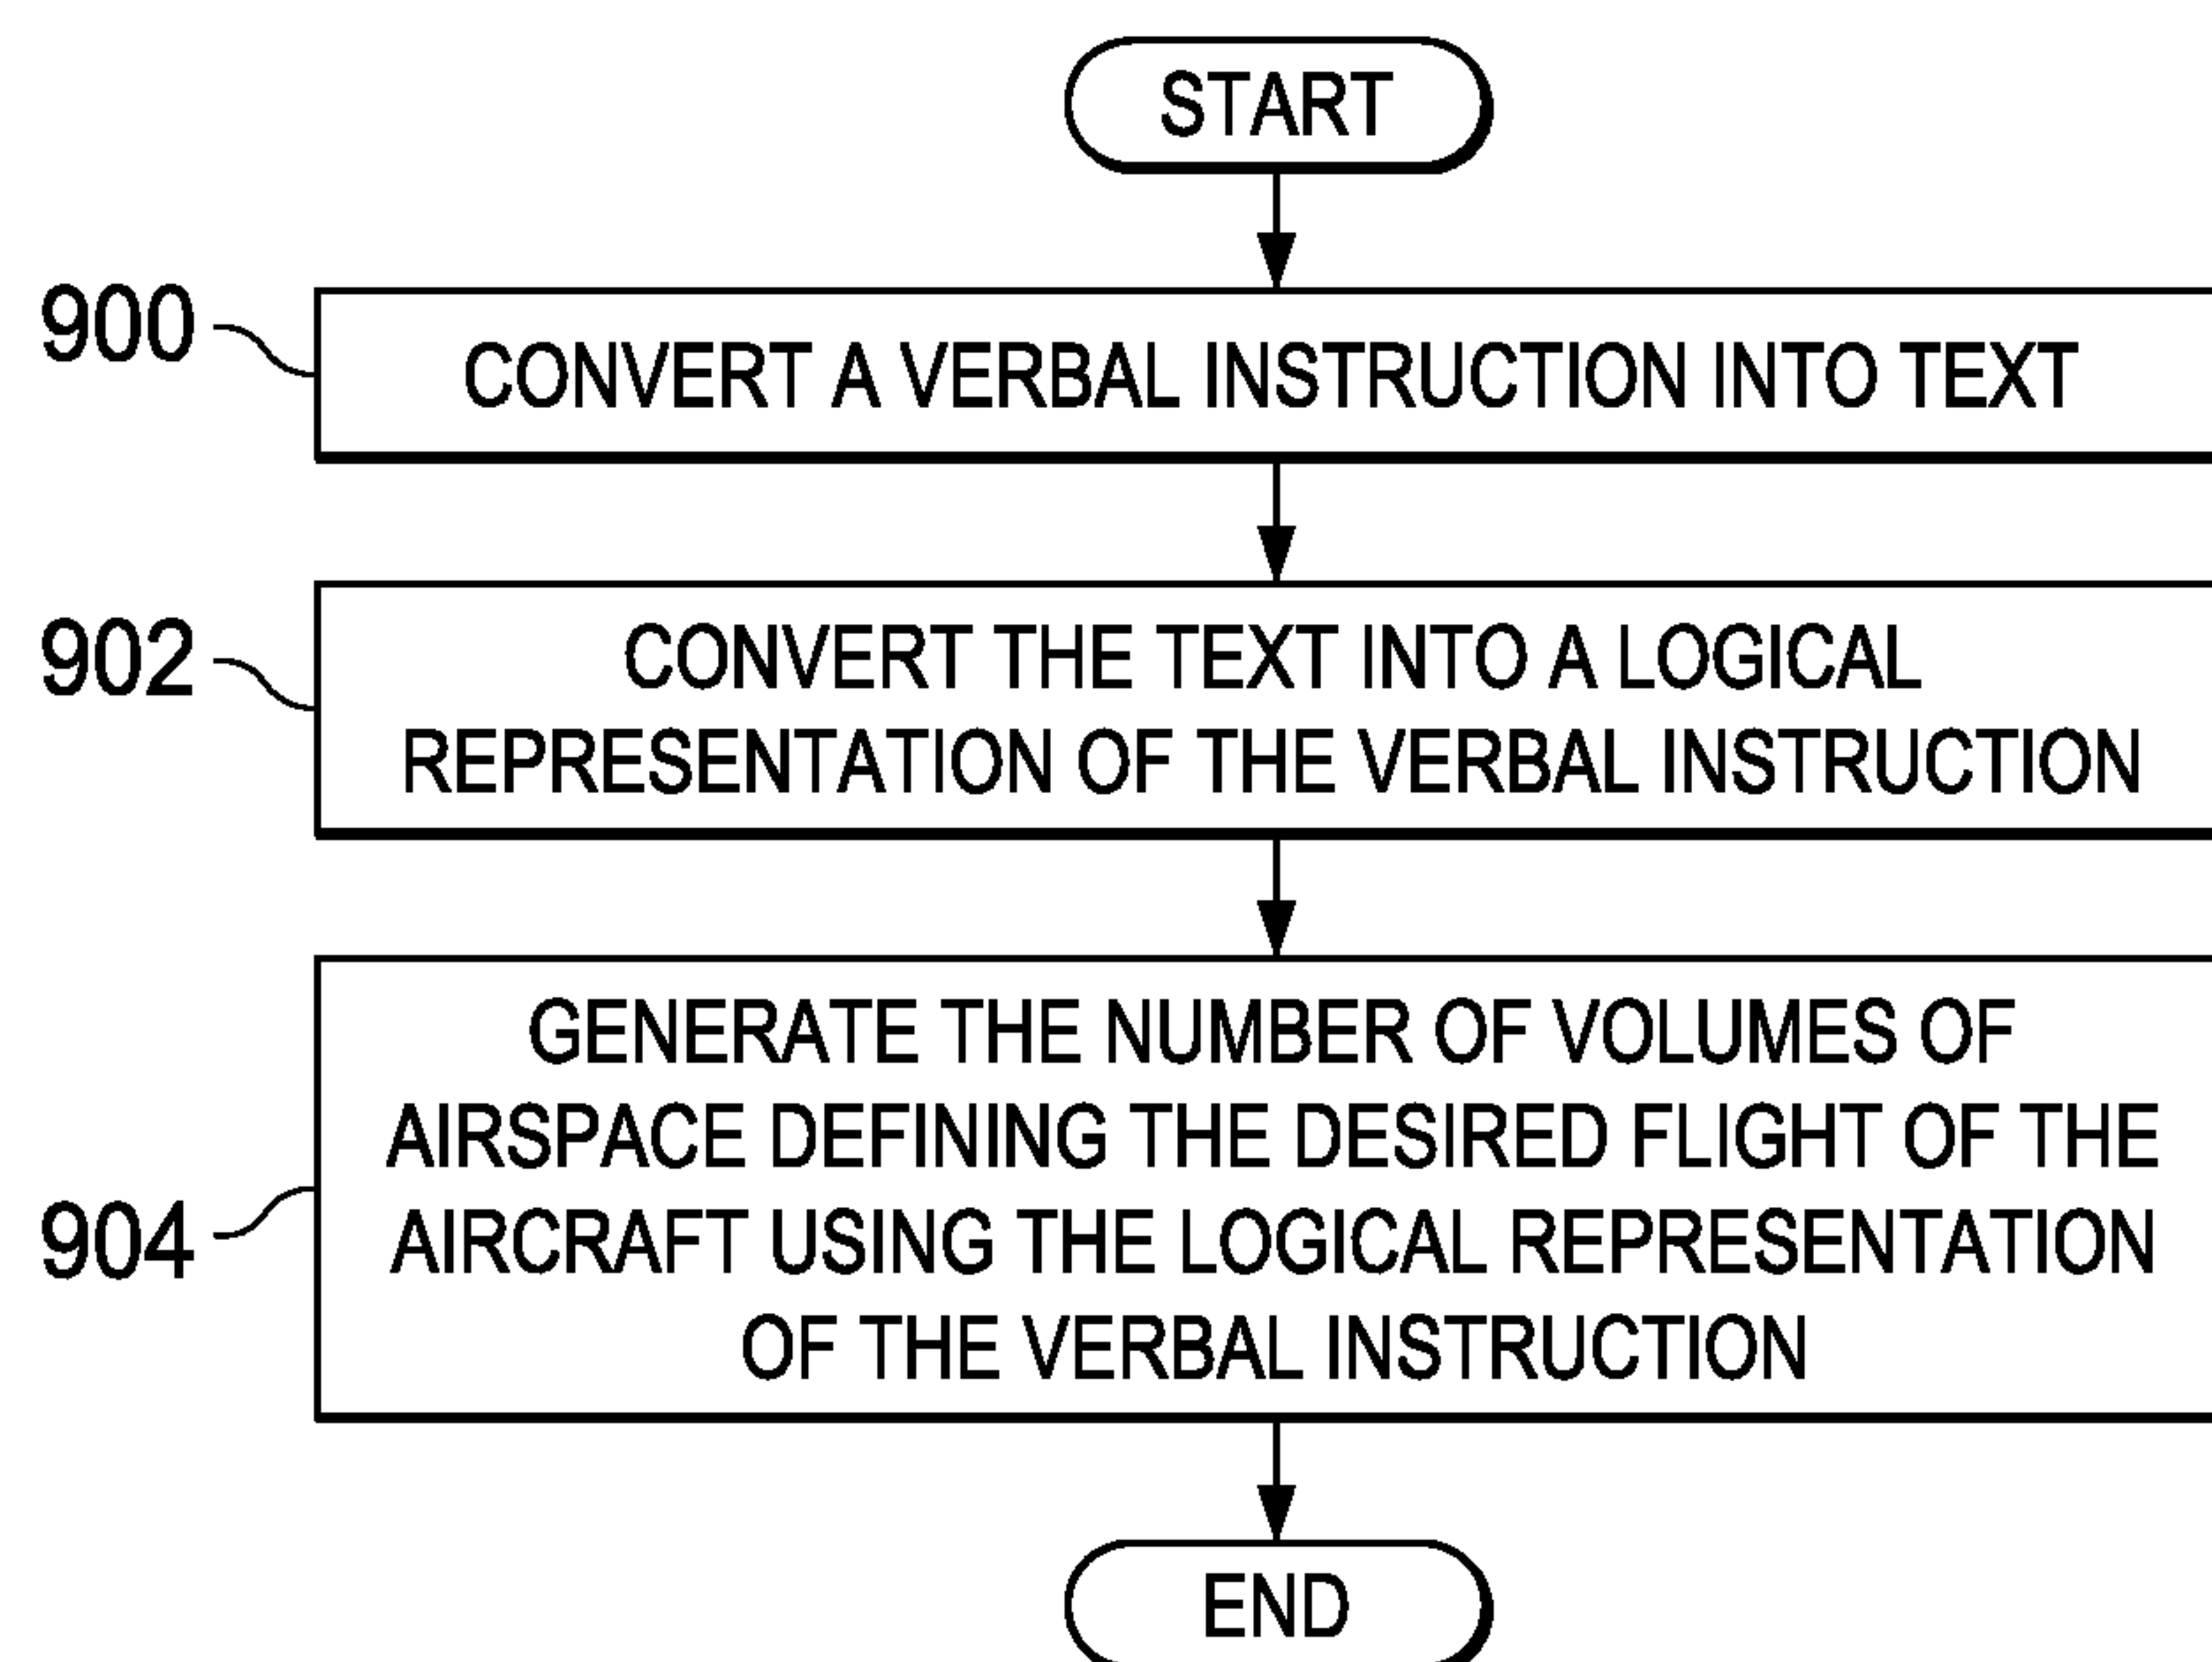 START
900
CONVERT A VERBAL INSTRUCTION INTO TEXT
902
CONVERT THE TEXT INTO A LOGICAL
REPRESENTATION OF THE VERBAL INSTRUCTION
904
GENERATE THE NUMBER OF VOLUMES OF
AIRSPACE DEFINING THE DESIRED FLIGHT OF THE
AIRCRAFT USING THE LOGICAL REPRESENTATION
OF THE VERBAL INSTRUCTION
END